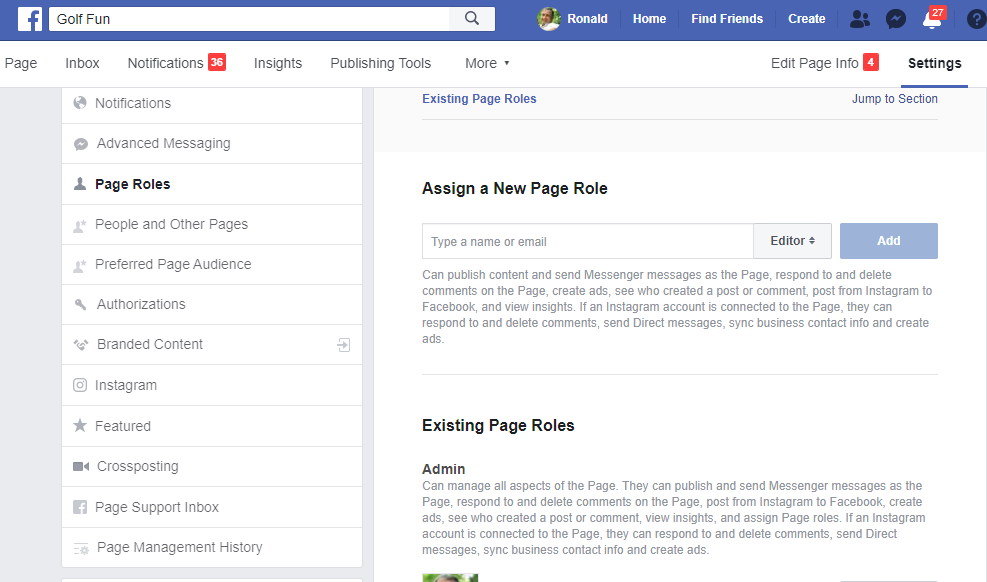 Golf Fun
Ronald Home Find Friends Create 27
Page Inbox Notifications 36 Insights Publishing Tools More Edit Page Info 4 Settings
Notifications
Advanced Messaging
Page Roles
People and Other Pages
Preferred Page Audience
Authorizations
Branded Content
Instagram
Featured
Crossposting
Page Support Inbox
Page Management History
Existing Page Roles Jump to Section
Assign a New Page Role
Type a name or email Editor Add
Can publish content and send Messenger messages as the Page, respond to and delete
comments on the Page, create ads, see who created a post or comment, post from Instagram to
Facebook, and view insights. If an Instagram account is connected to the Page, they can
respond to and delete comments, send Direct messages, sync business contact info and create
ads.
Existing Page Roles
Admin
Can manage all aspects of the Page. They can publish and send Messenger messages as the
Page, respond to and delete comments on the Page, post from Instagram to Facebook, create
ads, see who created a post or comment, view insights, and assign Page roles. If an Instagram
account is connected to the Page, they can respond to and delete comments, send Direct
messages, sync business contact info and create ads.